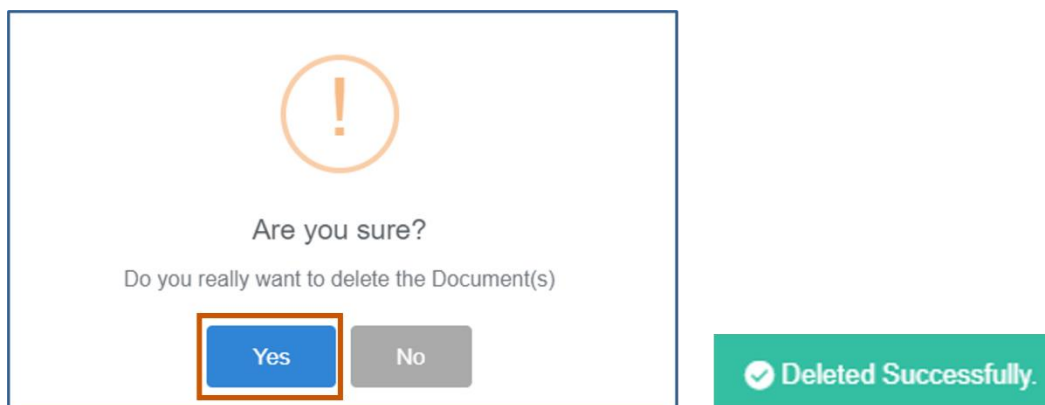 !
Are you sure?
Do you really want to delete the Document(s)
Yes
No
Deleted Successfully.